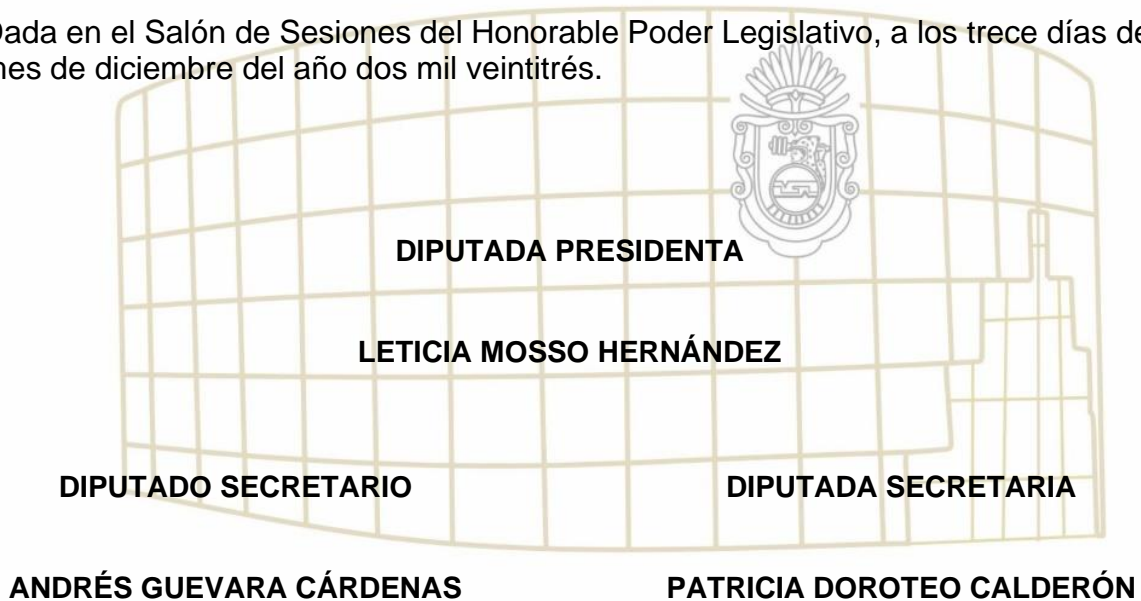 Dada en el Salón de Sesiones del Honorable Poder Legislativo, a los trece días de
mes de diciembre del año dos mil veintitrés.
DIPUTADA PRESIDENTA
LETICIA MOSSO HERNÁNDEZ
DIPUTADO SECRETARIO DIPUTADA SECRETARIA
ANDRÉS GUEVARA CÁRDENAS PATRICIA DOROTEO CALDERÓN